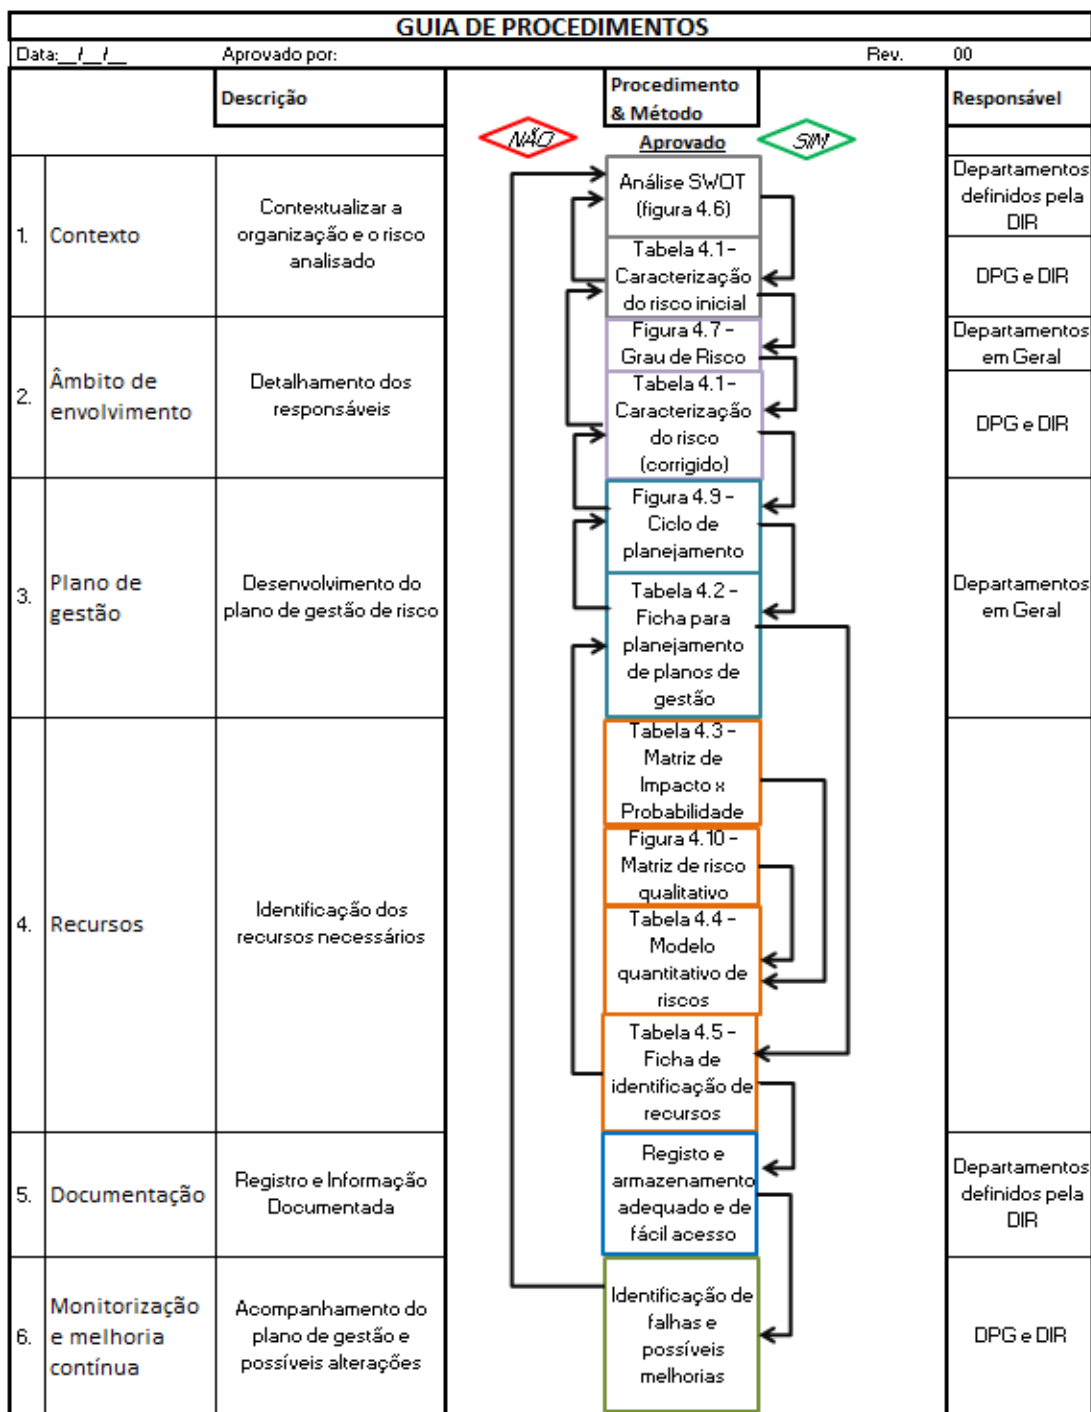 GUIA DE PROCEDIMENTOS
Data:__/__/__ Aprovado por: Rev. 00
Descrição
Procedimento
& Método
Responsável
NÃO
Aprovado
SIM
1.
Contexto
Contextualizar a
organização e o risco
analisado
Análise SWOT
(figura 4.6)
Tabela 4.1 -
Caracterização
do risco inicial
Departamentos
definidos pela
DIR
DPG e DIR
2.
Âmbito de
envolvimento
Detalhamento dos
responsáveis
Figura 4.7 -
Grau de Risco
Tabela 4.1 -
Caracterização
do risco
(corrigido)
Departamentos
em Geral
DPG e DIR
3.
Plano de
gestão
Desenvolvimento do
plano de gestão de risco
Figura 4.9 -
Ciclo de
planejamento
Tabela 4.2 -
Ficha para
planejamento
de planos de
gestão
Departamentos
em Geral
4.
Recursos
Identificação dos
recursos necessários
Tabela 4.3 -
Matriz de
Impacto x
Probabilidade
Figura 4.10 -
Matriz de risco
qualitativo
Tabela 4.4 -
Modelo
quantitativo de
riscos
Tabela 4.5 -
Ficha de
identificação de
recursos
5.
Documentação
Registro e Informação
Documentada
Registo e
armazenamento
adequado e de
fácil acesso
Departamentos
definidos pela
DIR
6.
Monitorização
e melhoria
contínua
Acompanhamento do
plano de gestão e
possíveis alterações
Identificação de
falhas e
possíveis
melhorias
DPG e DIR